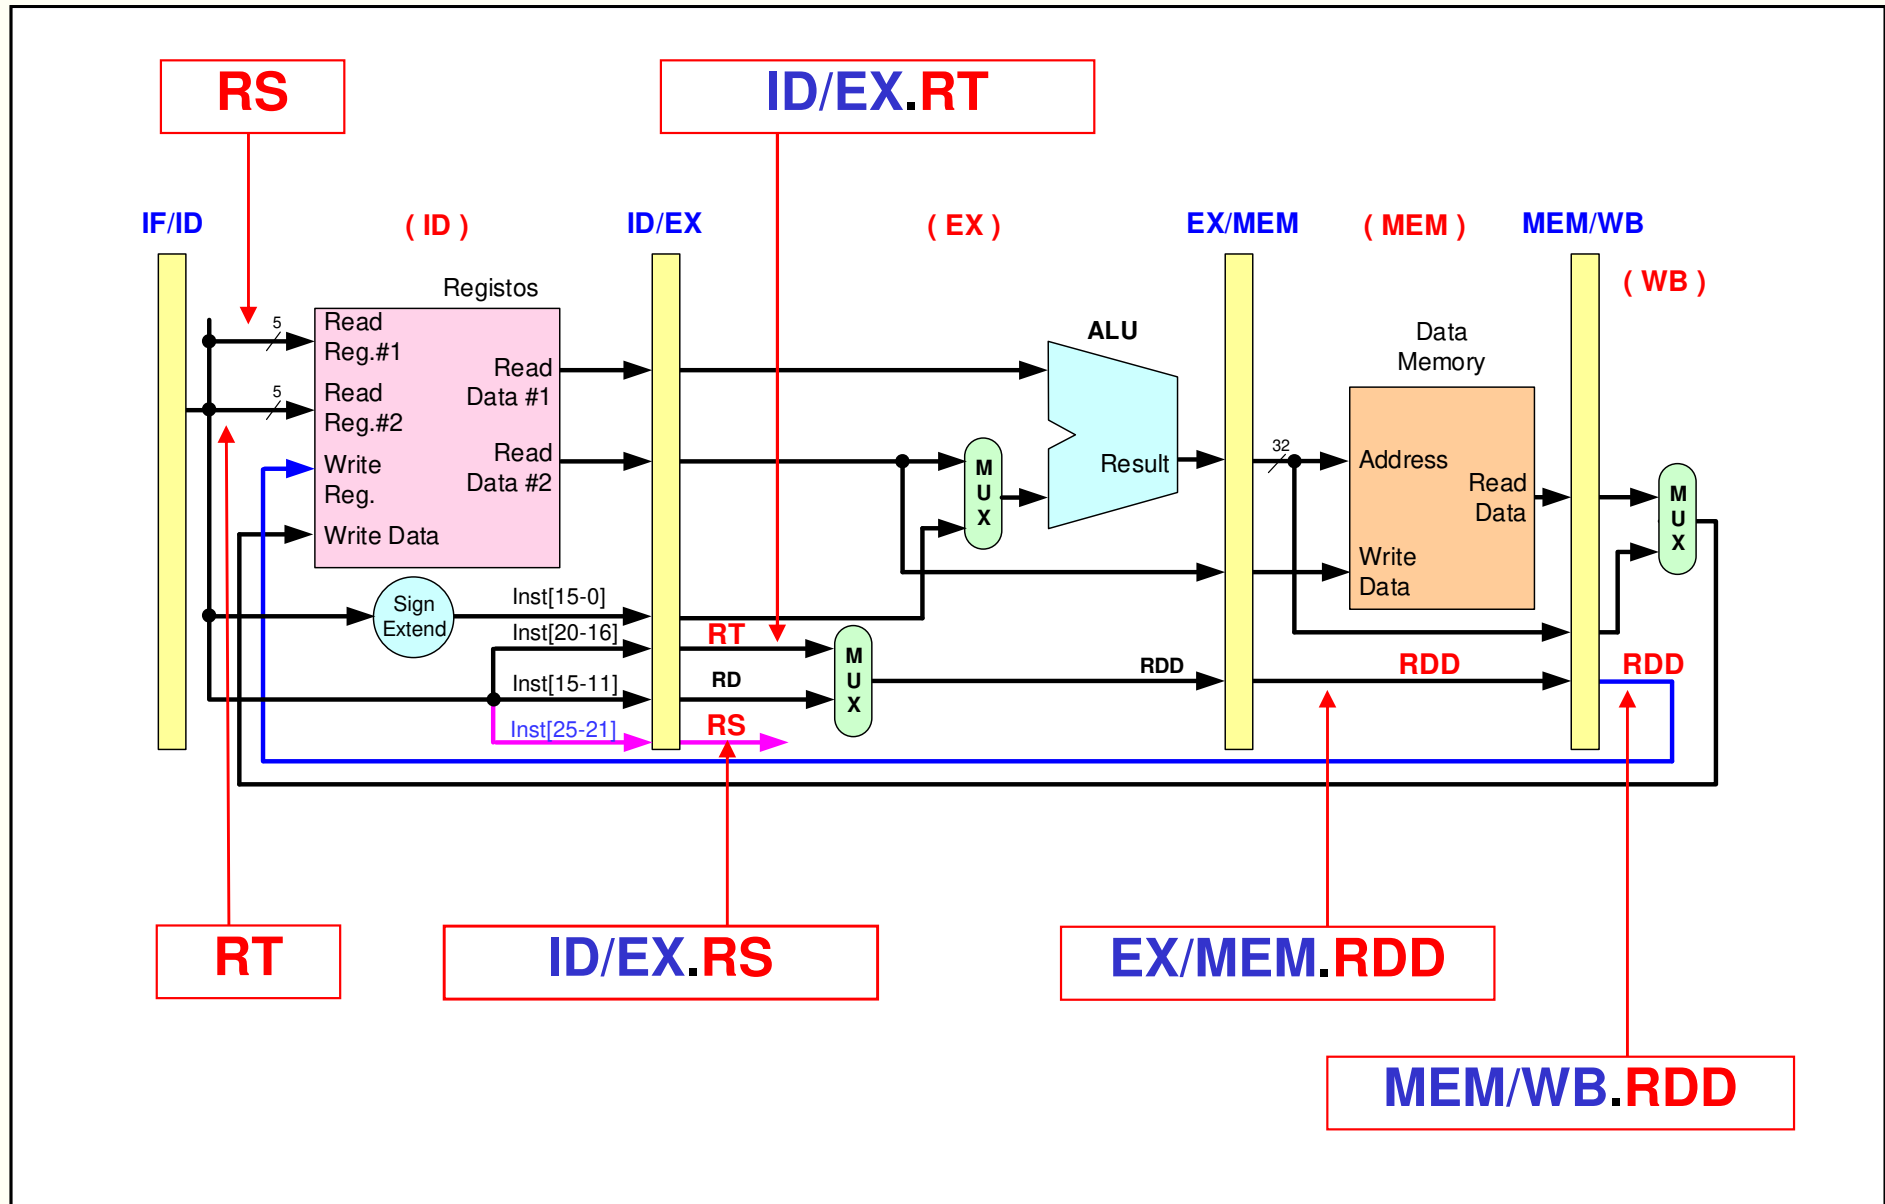 RS
ID/EX.RT
IF/ID
( ID )
ID/EX
( EX )
EX/MEM
( MEM )
MEM/WB
( WB )
Registos
Read
Reg.#1
Read
Reg.#2
Write
Reg.
Write Data
Read
Data #1
Read
Data #2
5
5
ALU
Result
M
U
X
32
Data
Memory
Address
Read
Data
Write
Data
M
U
X
Sign
Extend
Inst[15-0]
Inst[20-16]
RT
Inst[15-11]
RD
Inst[25-21]
RS
M
U
X
RDD
RDD
RDD
RT
ID/EX.RS
EX/MEM.RDD
MEM/WB.RDD